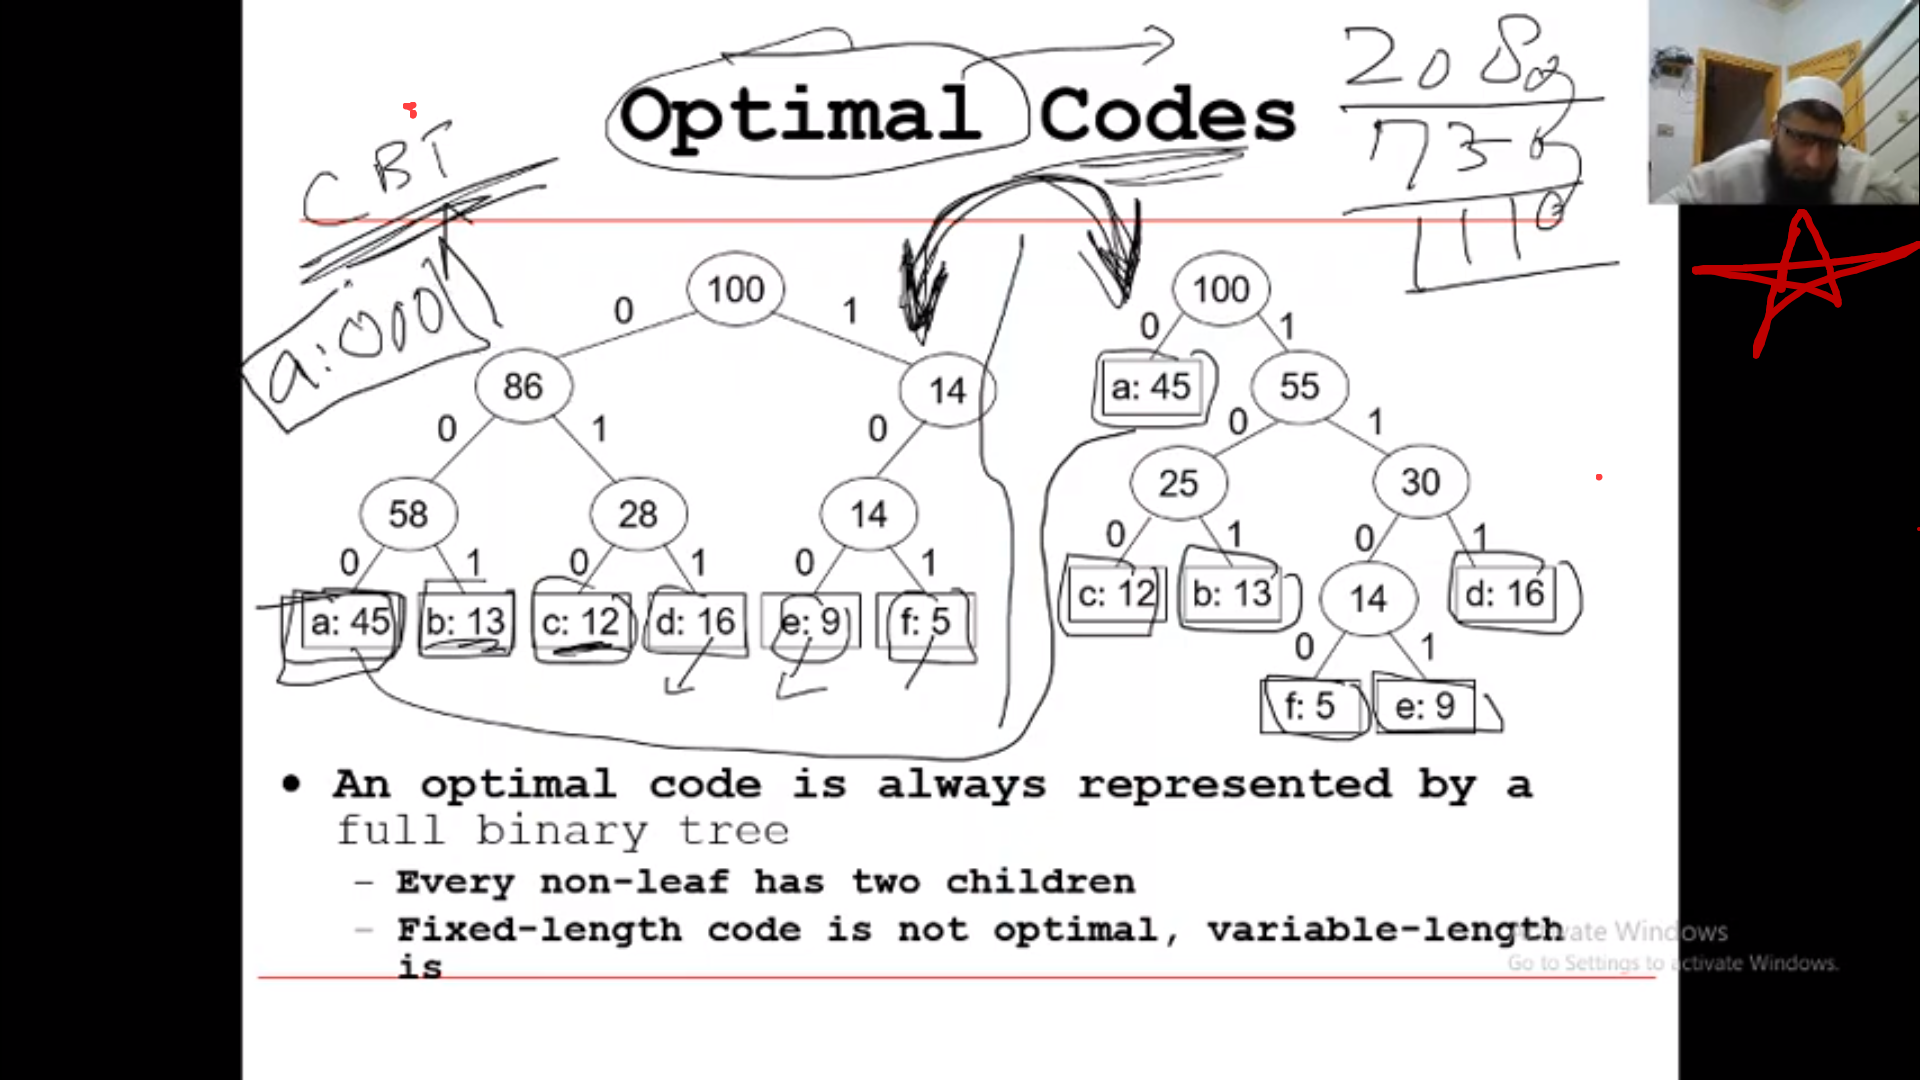 Optimal Codes
CBT
a:000
100
0 1
86 14
0 1 0
58 28 14
0 1 0 1 0 1
a: 45 b: 13 c: 12 d: 16 e: 9 f: 5
100
0 1
a: 45 55
0 1
25 30
0 1 0 1
c: 12 b: 13 14 d: 16
0 1
f: 5 e: 9
• An optimal code is always represented by a
full binary tree
– Every non-leaf has two children
– Fixed-length code is not optimal, variable-length
is
Activate Windows
Go to Settings to activate Windows.